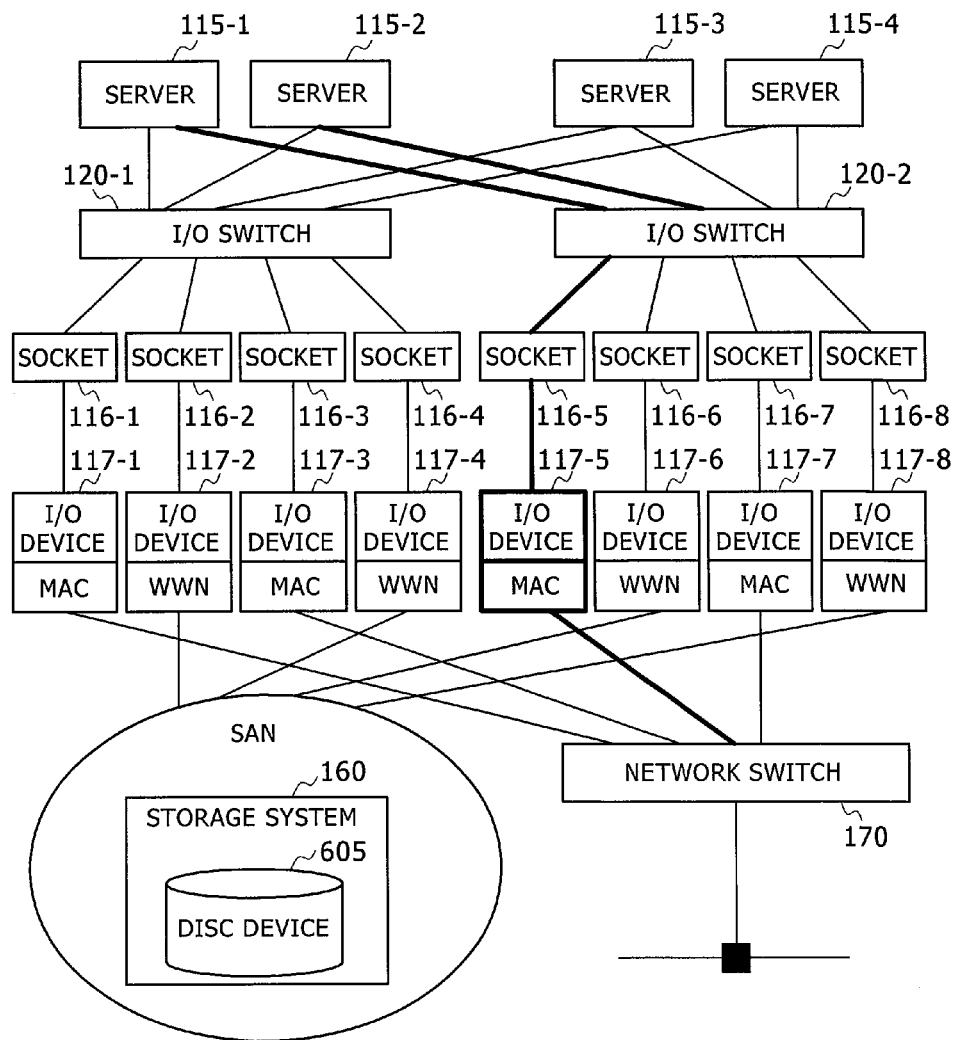 115-1 115-2 115-3 115-4
SERVER SERVER SERVER SERVER
120-1 120-2
I/O SWITCH I/O SWITCH
SOCKET SOCKET SOCKET SOCKET SOCKET SOCKET SOCKET SOCKET
116-1 116-2 116-3 116-4 116-5 116-6 116-7 116-8
117-1 117-2 117-3 117-4 117-5 117-6 117-7 117-8
I/O I/O I/O I/O I/O I/O I/O I/O
DEVICE DEVICE DEVICE DEVICE DEVICE DEVICE DEVICE DEVICE
MAC WWN MAC WWN MAC WWN MAC WWN
SAN
160
STORAGE SYSTEM
605
DISC DEVICE
NETWORK SWITCH
170